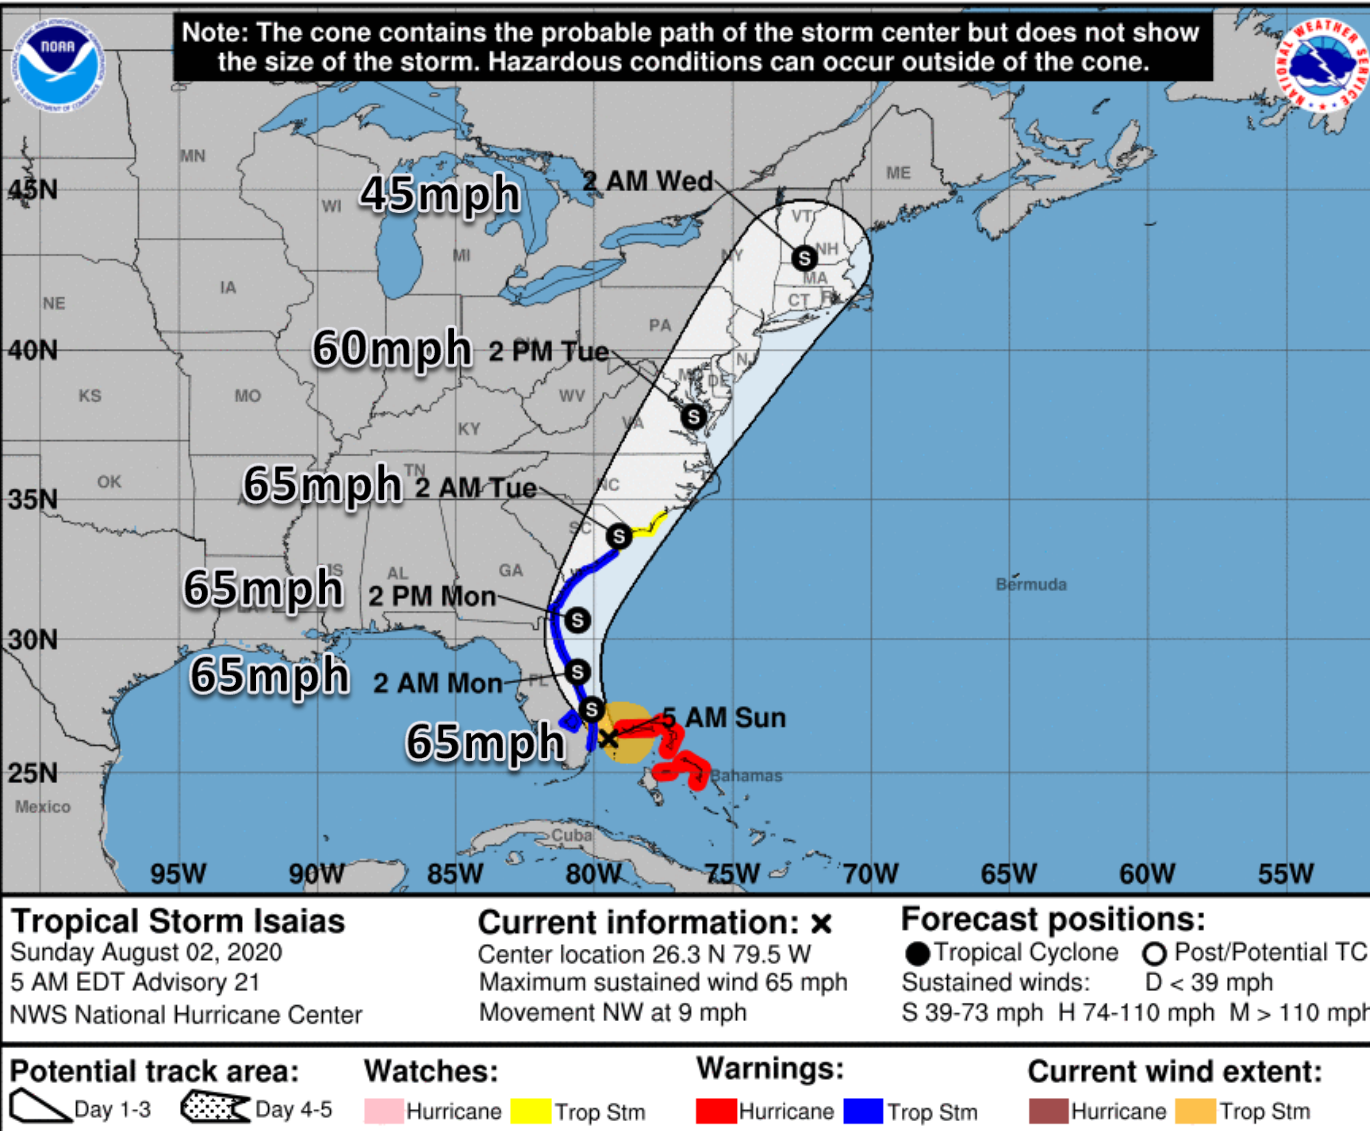 Note: The cone contains the probable path of the storm center but does not show
the size of the storm. Hazardous conditions can occur outside of the cone.
NOAA
NATIONAL WEATHER SERVICE
MN
ME
45N
45mph
2 AM Wed
WI
VT
MI
NY
NH
MA
IA
NE
CT
RI
PA
40N
60mph
2 PM Tue
NJ
MD
DE
KS
MO
WV
VA
KY
OK
TN
65mph
2 AM Tue
NC
35N
SC
GA
AL
65mph
2 PM Mon
Bermuda
30N
65mph
2 AM Mon
FL
65mph
5 AM Sun
25N
Bahamas
Mexico
Cuba
95W 90W 85W 80W 75W 70W 65W 60W 55W
S
S
S
S
S
S
Tropical Storm Isaias
Sunday August 02, 2020
5 AM EDT Advisory 21
NWS National Hurricane Center
Current information: x
Center location 26.3 N 79.5 W
Maximum sustained wind 65 mph
Movement NW at 9 mph
Forecast positions:
Tropical Cyclone Post/Potential TC
Sustained winds: D < 39 mph
S 39-73 mph H 74-110 mph M > 110 mph
Potential track area:
Day 1-3 Day 4-5
Watches:
Hurricane Trop Stm
Warnings:
Hurricane Trop Stm
Current wind extent:
Hurricane Trop Stm